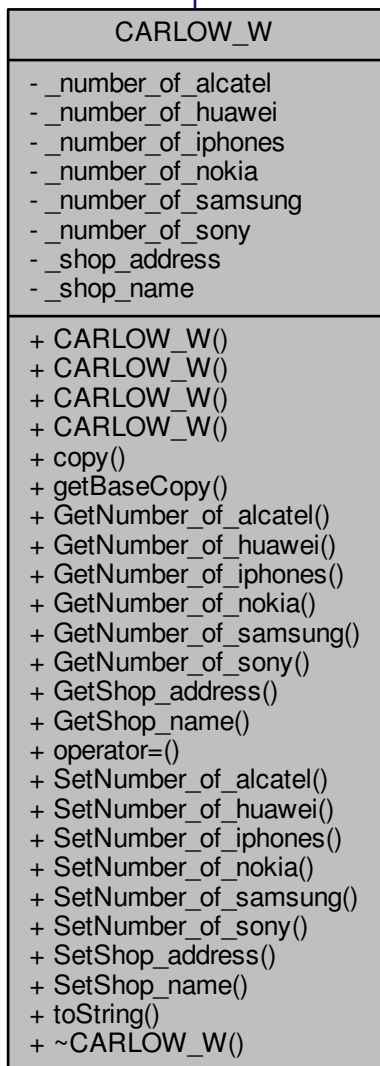 CARLOW_W
- _number_of_alcatel
- _number_of_huawei
- _number_of_iphones
- _number_of_nokia
- _number_of_samsung
- _number_of_sony
- _shop_address
- _shop_name
+ CARLOW_W()
+ CARLOW_W()
+ CARLOW_W()
+ CARLOW_W()
+ copy()
+ getBaseCopy()
+ GetNumber_of_alcatel()
+ GetNumber_of_huawei()
+ GetNumber_of_iphones()
+ GetNumber_of_nokia()
+ GetNumber_of_samsung()
+ GetNumber_of_sony()
+ GetShop_address()
+ GetShop_name()
+ operator=()
+ SetNumber_of_alcatel()
+ SetNumber_of_huawei()
+ SetNumber_of_iphones()
+ SetNumber_of_nokia()
+ SetNumber_of_samsung()
+ SetNumber_of_sony()
+ SetShop_address()
+ SetShop_name()
+ toString()
+ ~CARLOW_W()